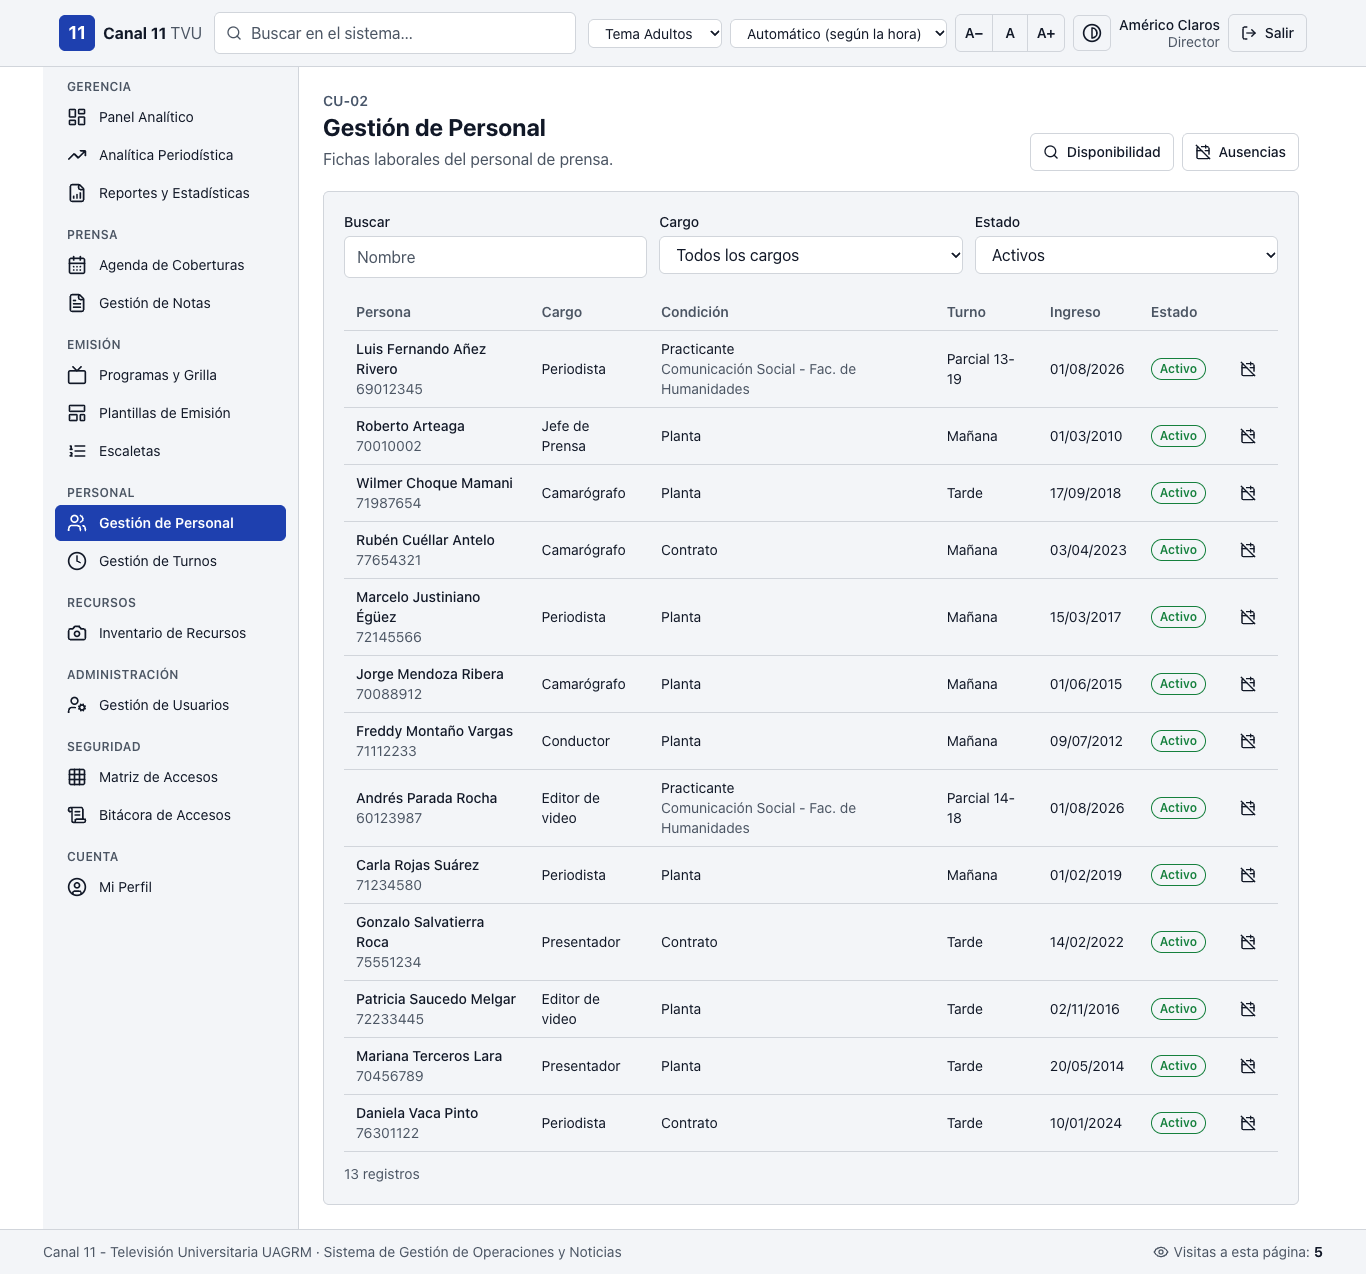 11 Canal 11 TVU
Buscar en el sistema...
Tema Adultos
Automático (según la hora)
A− A A+
Américo Claros
Director
Salir
GERENCIA
Panel Analítico
Analítica Periodística
Reportes y Estadísticas
PRENSA
Agenda de Coberturas
Gestión de Notas
EMISIÓN
Programas y Grilla
Plantillas de Emisión
Escaletas
PERSONAL
Gestión de Personal
Gestión de Turnos
RECURSOS
Inventario de Recursos
ADMINISTRACIÓN
Gestión de Usuarios
SEGURIDAD
Matriz de Accesos
Bitácora de Accesos
CUENTA
Mi Perfil
CU-02
Gestión de Personal
Fichas laborales del personal de prensa.
Disponibilidad
Ausencias
Buscar Cargo Estado
Nombre Todos los cargos Activos
Persona Cargo Condición Turno Ingreso Estado
Luis Fernando Añez
Rivero
69012345
Periodista
Practicante
Comunicación Social - Fac. de
Humanidades
Parcial 13-
19
01/08/2026
Activo
Roberto Arteaga
70010002
Jefe de
Prensa
Planta
Mañana
01/03/2010
Activo
Wilmer Choque Mamani
71987654
Camarógrafo
Planta
Tarde
17/09/2018
Activo
Rubén Cuéllar Antelo
77654321
Camarógrafo
Contrato
Mañana
03/04/2023
Activo
Marcelo Justiniano
Égüez
72145566
Periodista
Planta
Mañana
15/03/2017
Activo
Jorge Mendoza Ribera
70088912
Camarógrafo
Planta
Mañana
01/06/2015
Activo
Freddy Montaño Vargas
71112233
Conductor
Planta
Mañana
09/07/2012
Activo
Andrés Parada Rocha
60123987
Editor de
video
Practicante
Comunicación Social - Fac. de
Humanidades
Parcial 14-
18
01/08/2026
Activo
Carla Rojas Suárez
71234580
Periodista
Planta
Mañana
01/02/2019
Activo
Gonzalo Salvatierra
Roca
75551234
Presentador
Contrato
Tarde
14/02/2022
Activo
Patricia Saucedo Melgar
72233445
Editor de
video
Planta
Tarde
02/11/2016
Activo
Mariana Terceros Lara
70456789
Presentador
Planta
Tarde
20/05/2014
Activo
Daniela Vaca Pinto
76301122
Periodista
Contrato
Tarde
10/01/2024
Activo
13 registros
Canal 11 - Televisión Universitaria UAGRM · Sistema de Gestión de Operaciones y Noticias
Visitas a esta página: 5